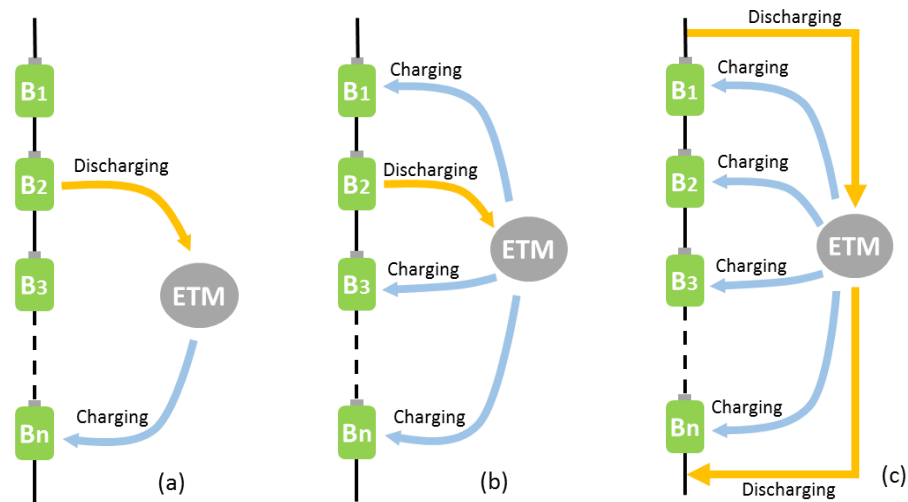 B1
B2
Discharging
B3
ETM
Charging
Bn
(a)
Charging
B1
Discharging
B2
ETM
Charging
B3
Charging
Bn
(b)
Discharging
Charging
B1
Charging
B2
ETM
Charging
B3
Charging
Bn
Discharging
(c)